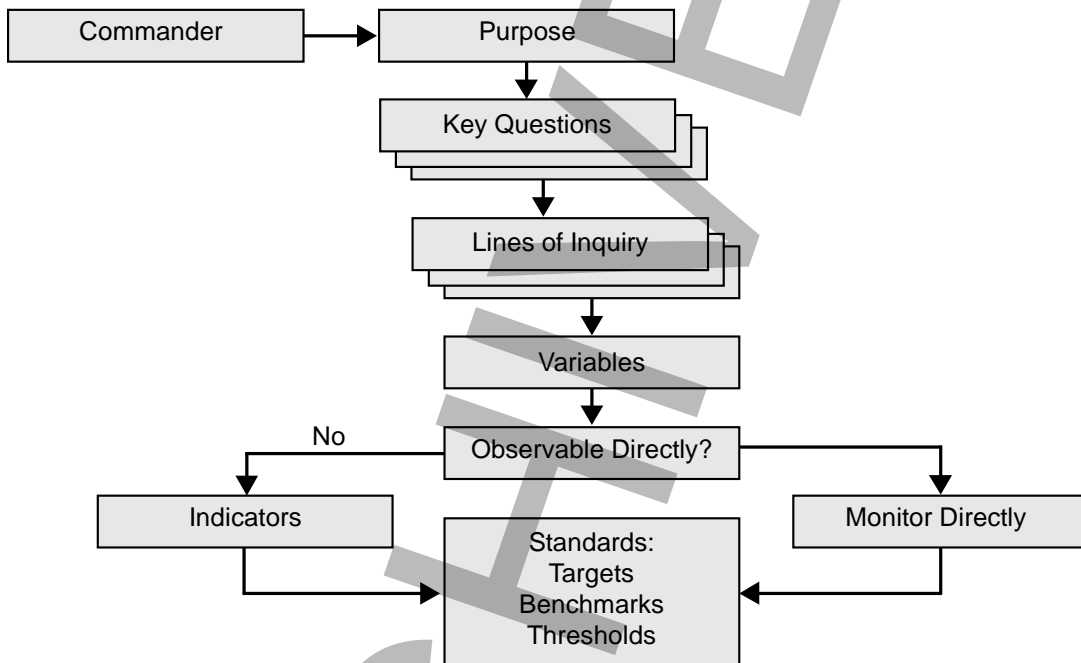 Commander
Purpose
Key Questions
Lines of Inquiry
Variables
Observable Directly?
No
Indicators
Monitor Directly
Standards:
Targets
Benchmarks
Thresholds